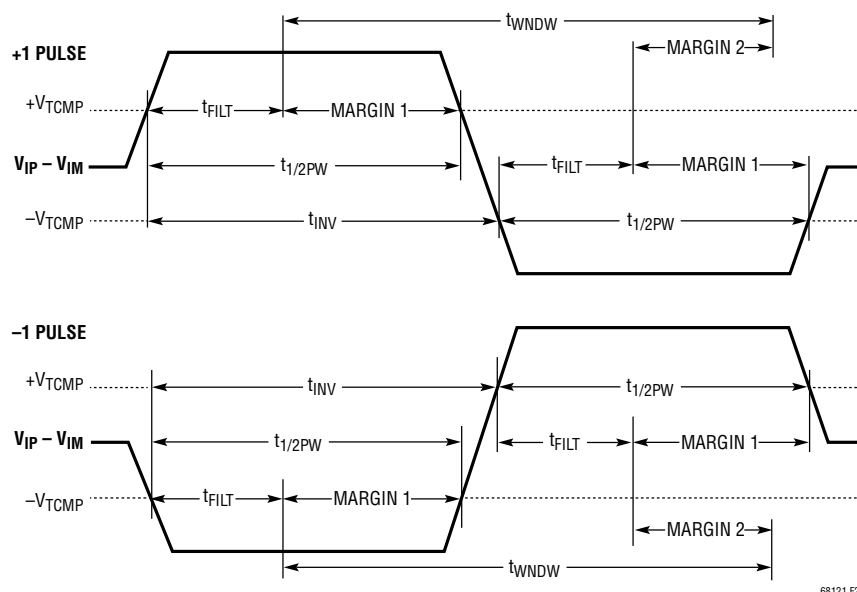 tWNDW
+1 PULSE
MARGIN 2
+VTCMP
tFILT
MARGIN 1
VIP – VIM
t1/2PW
tFILT
MARGIN 1
–VTCMP
tINV
t1/2PW
–1 PULSE
+VTCMP
tINV
t1/2PW
VIP – VIM
t1/2PW
tFILT
MARGIN 1
–VTCMP
tFILT
MARGIN 1
MARGIN 2
tWNDW